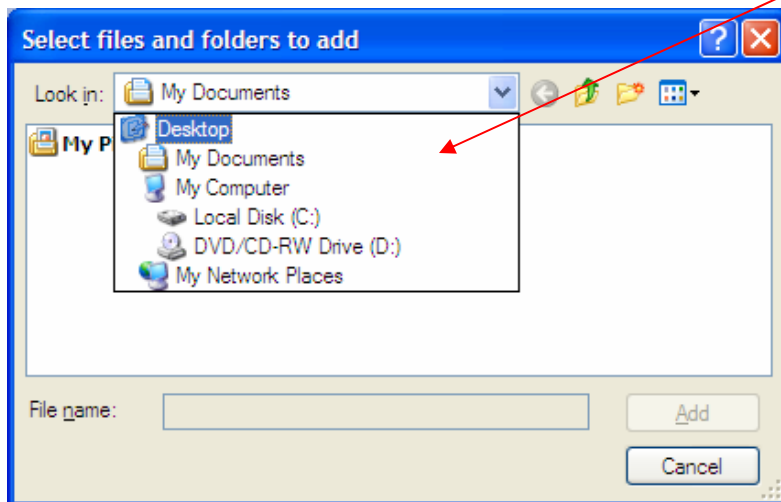 Select files and folders to add
Look in: My Documents
Desktop
My P
My Documents
My Computer
Local Disk (C:)
DVD/CD-RW Drive (D:)
My Network Places
File name:
Add
Cancel